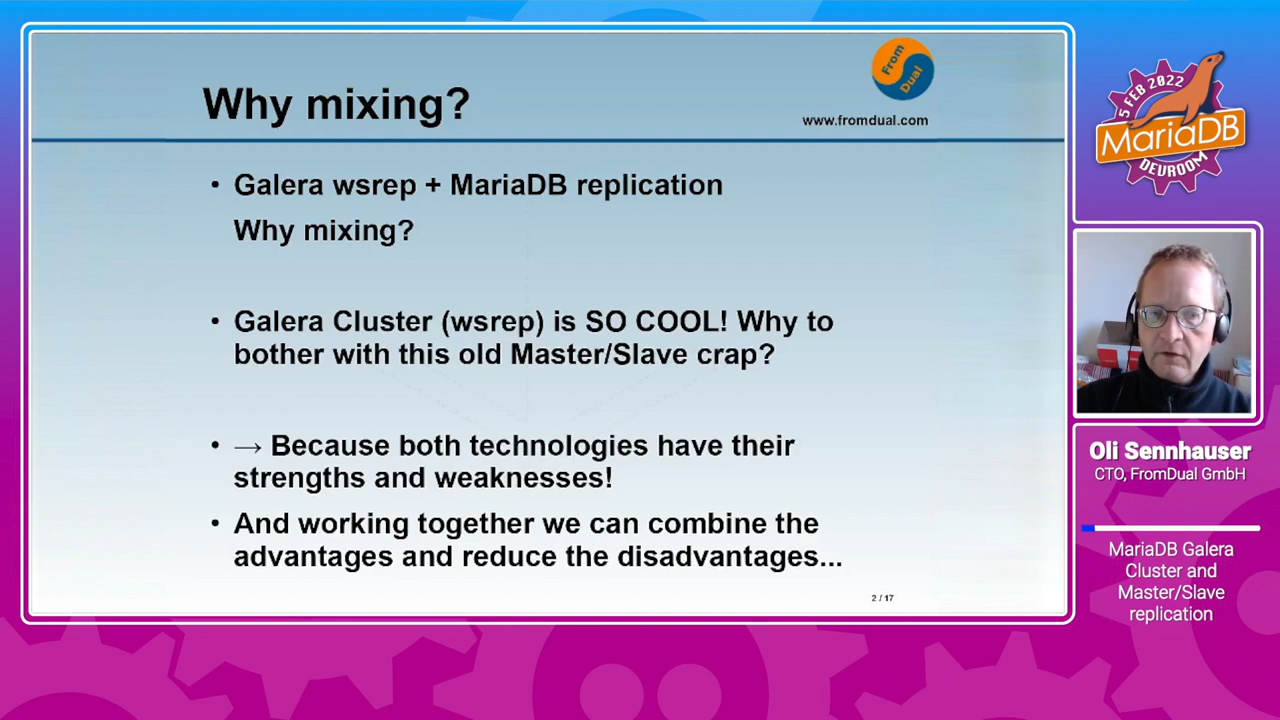 Why mixing?
From
Dual
www.fromdual.com
• Galera wsrep + MariaDB replication
Why mixing?
• Galera Cluster (wsrep) is SO COOL! Why to
bother with this old Master/Slave crap?
• → Because both technologies have their
strengths and weaknesses!
• And working together we can combine the
advantages and reduce the disadvantages...
2 / 17
5 FEB 2022
MariaDB
DEVROOM
Oli Sennhauser
CTO, FromDual GmbH
MariaDB Galera
Cluster and
Master/Slave
replication